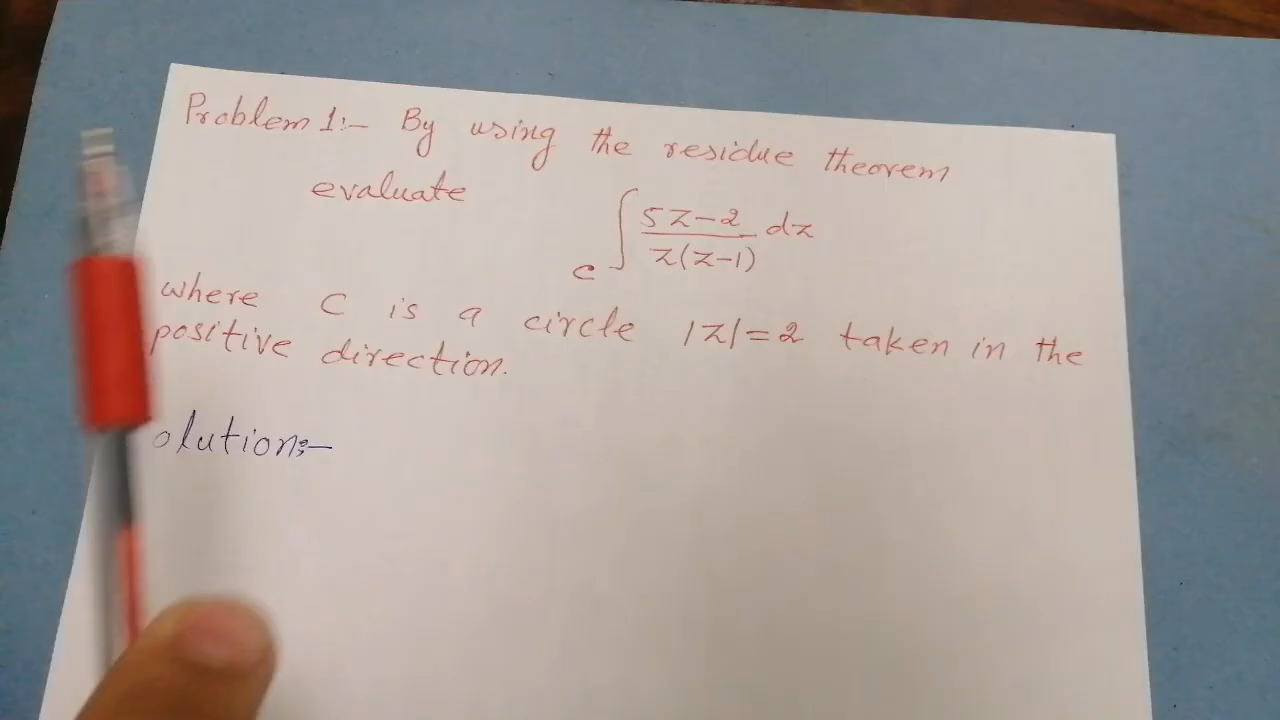 Problem 1:- By using the residue theorem
evaluate ∫_C (5z-2)/(z(z-1)) dz
where C is a circle |z|=2 taken in the
positive direction.
olution:-